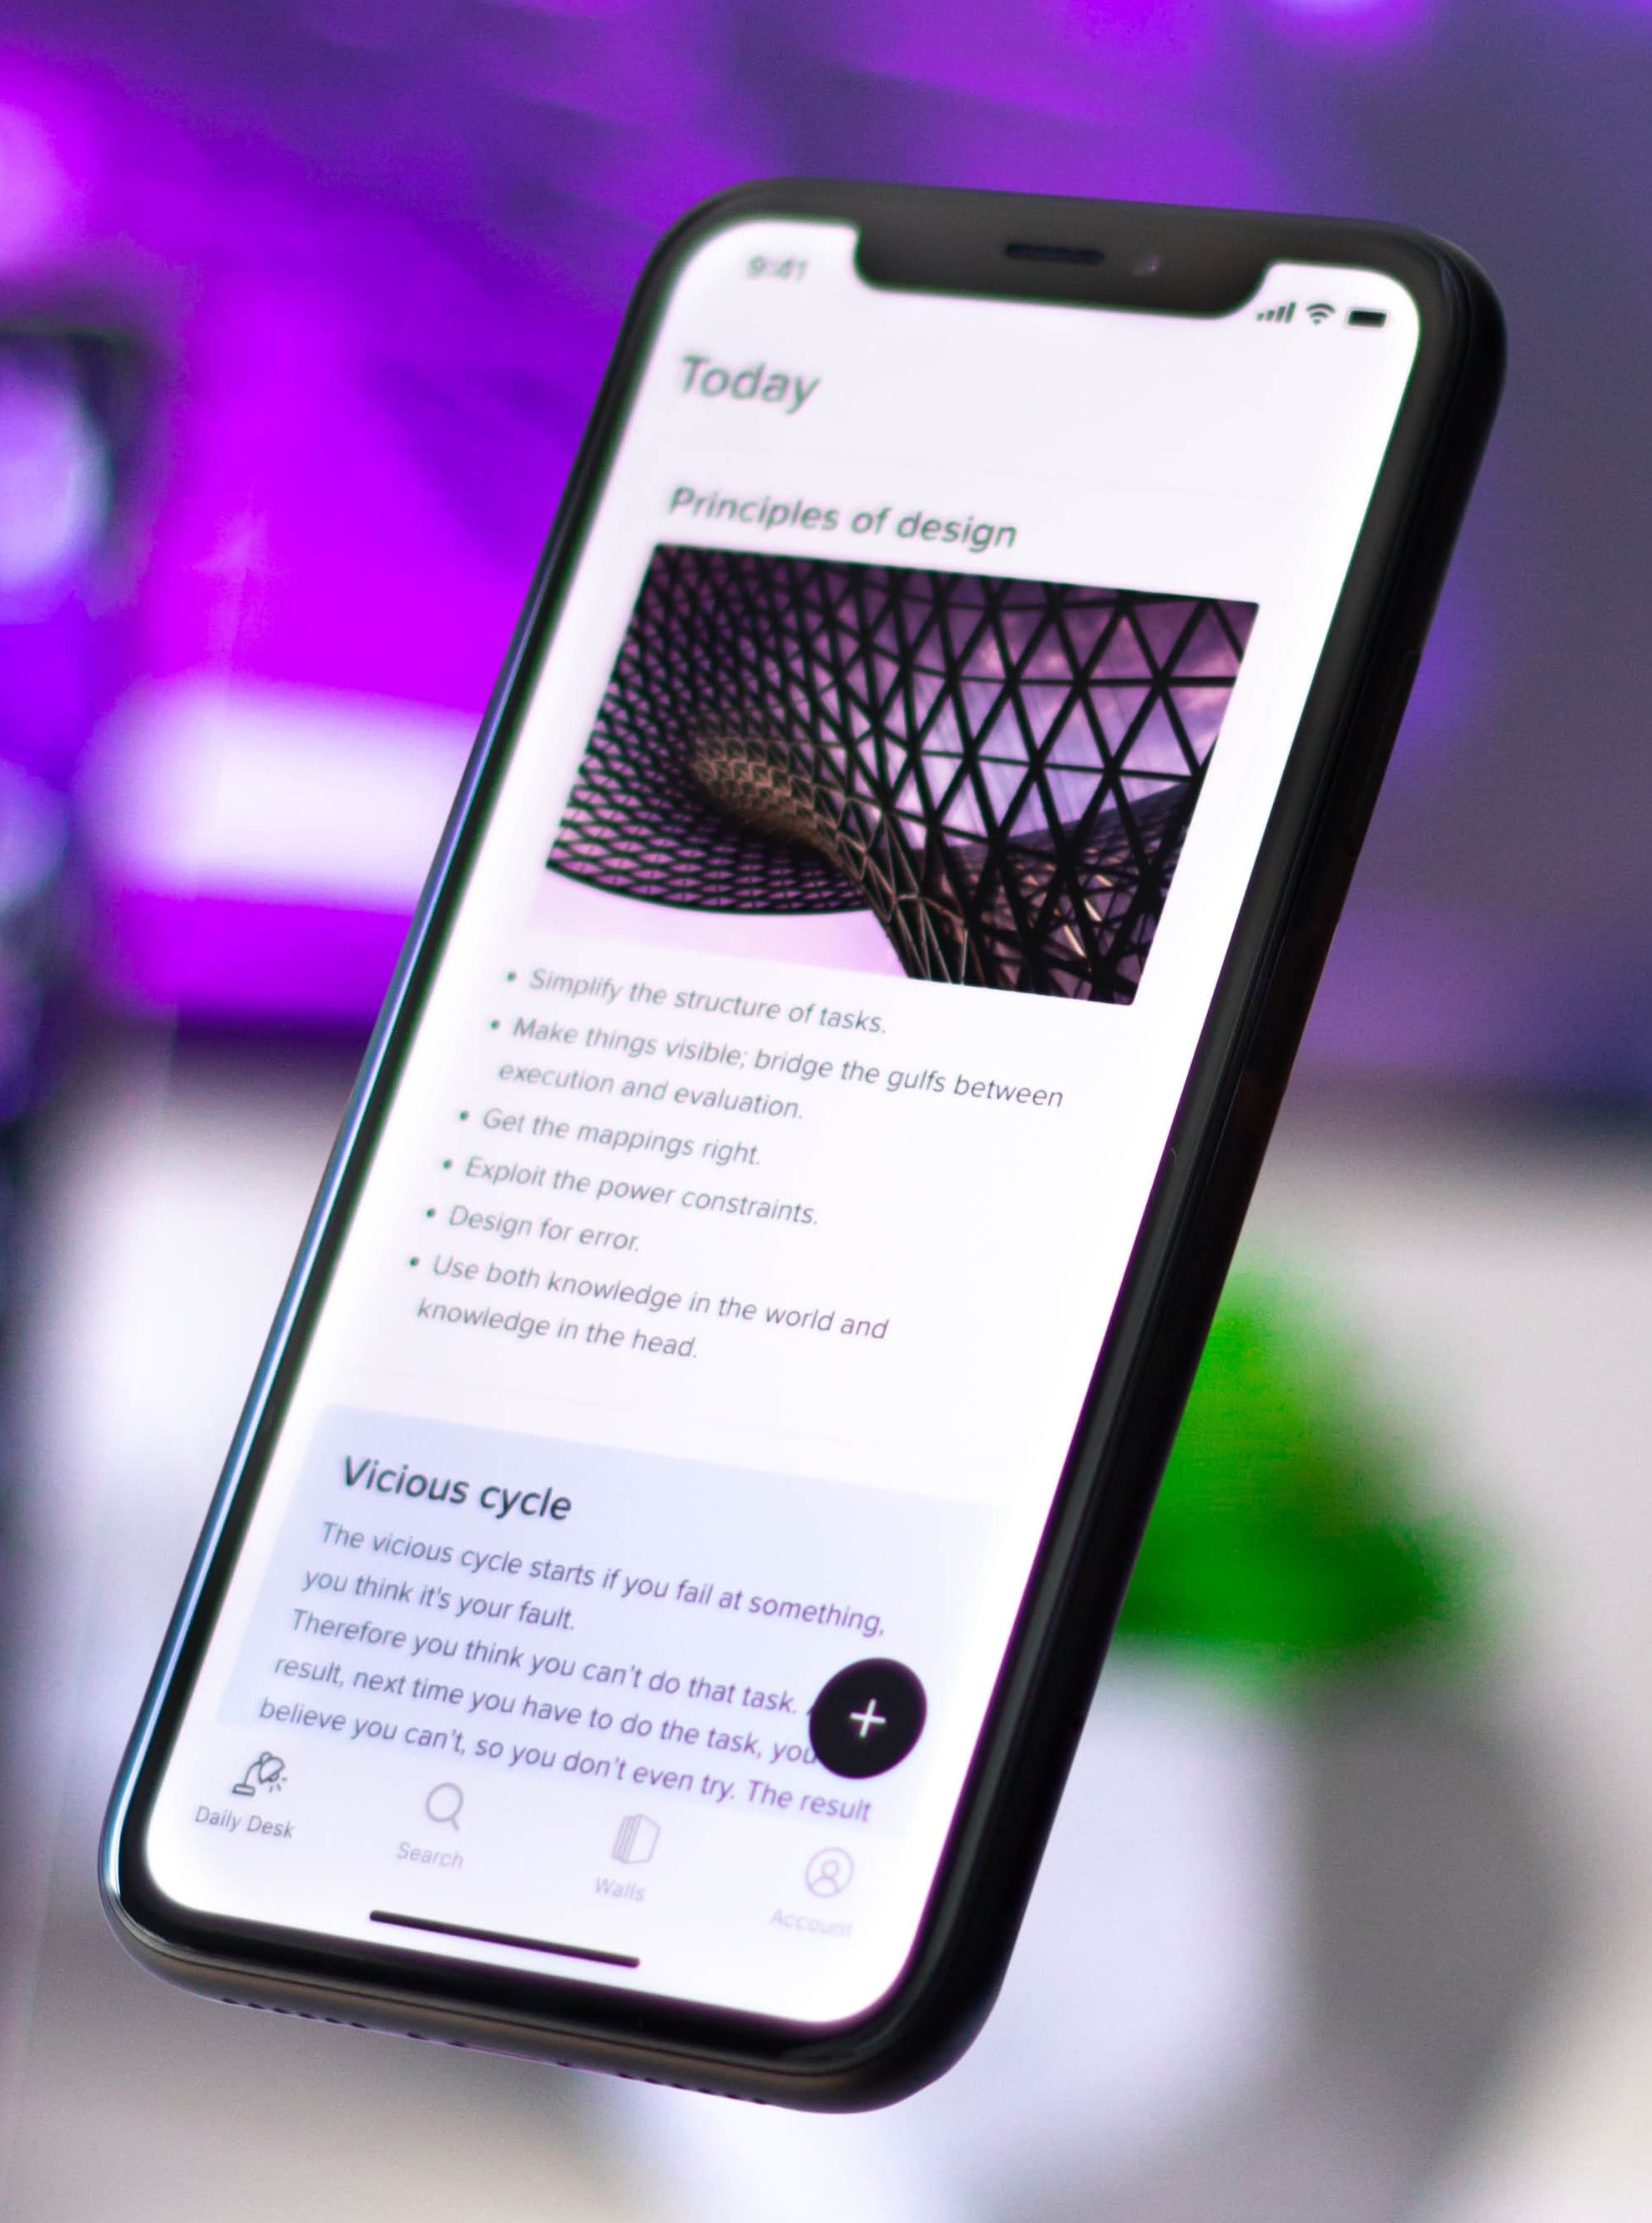 9:41
Today
Principles of design
• Simplify the structure of tasks.
• Make things visible; bridge the gulfs between
execution and evaluation.
• Get the mappings right.
• Exploit the power constraints.
• Design for error.
• Use both knowledge in the world and
knowledge in the head.
Vicious cycle
The vicious cycle starts if you fail at something,
you think it's your fault.
Therefore you think you can't do that task.
result, next time you have to do the task, you
believe you can't, so you don't even try. The result
+
Daily Desk
Search
Walls
Account